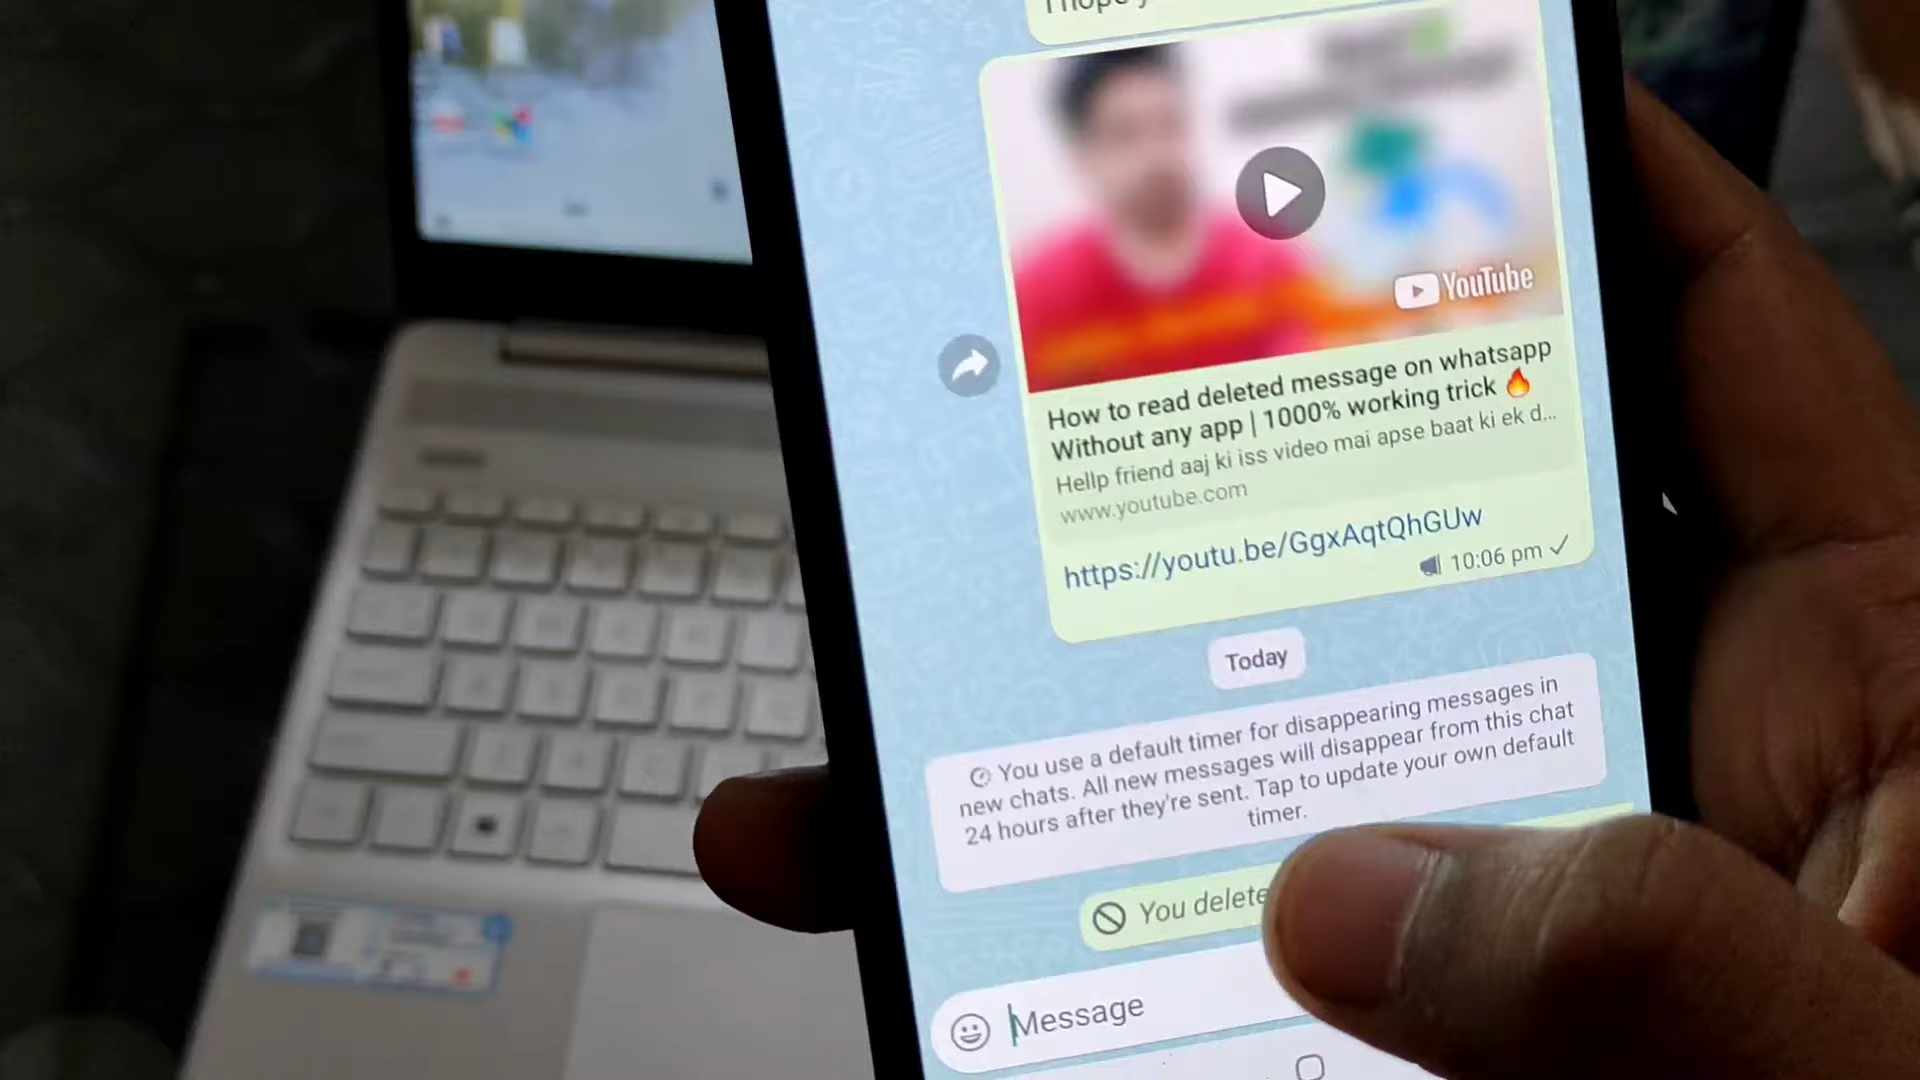 I hope
YouTube
How to read deleted message on whatsapp
Without any app | 1000% working trick 🔥
Hellp friend aaj ki iss video mai apse baat ki ek d...
www.youtube.com
https://youtu.be/GgxAqtQhGUw
10:06 pm
Today
You use a default timer for disappearing messages in
new chats. All new messages will disappear from this chat
24 hours after they're sent. Tap to update your own default
timer.
You delete
Message